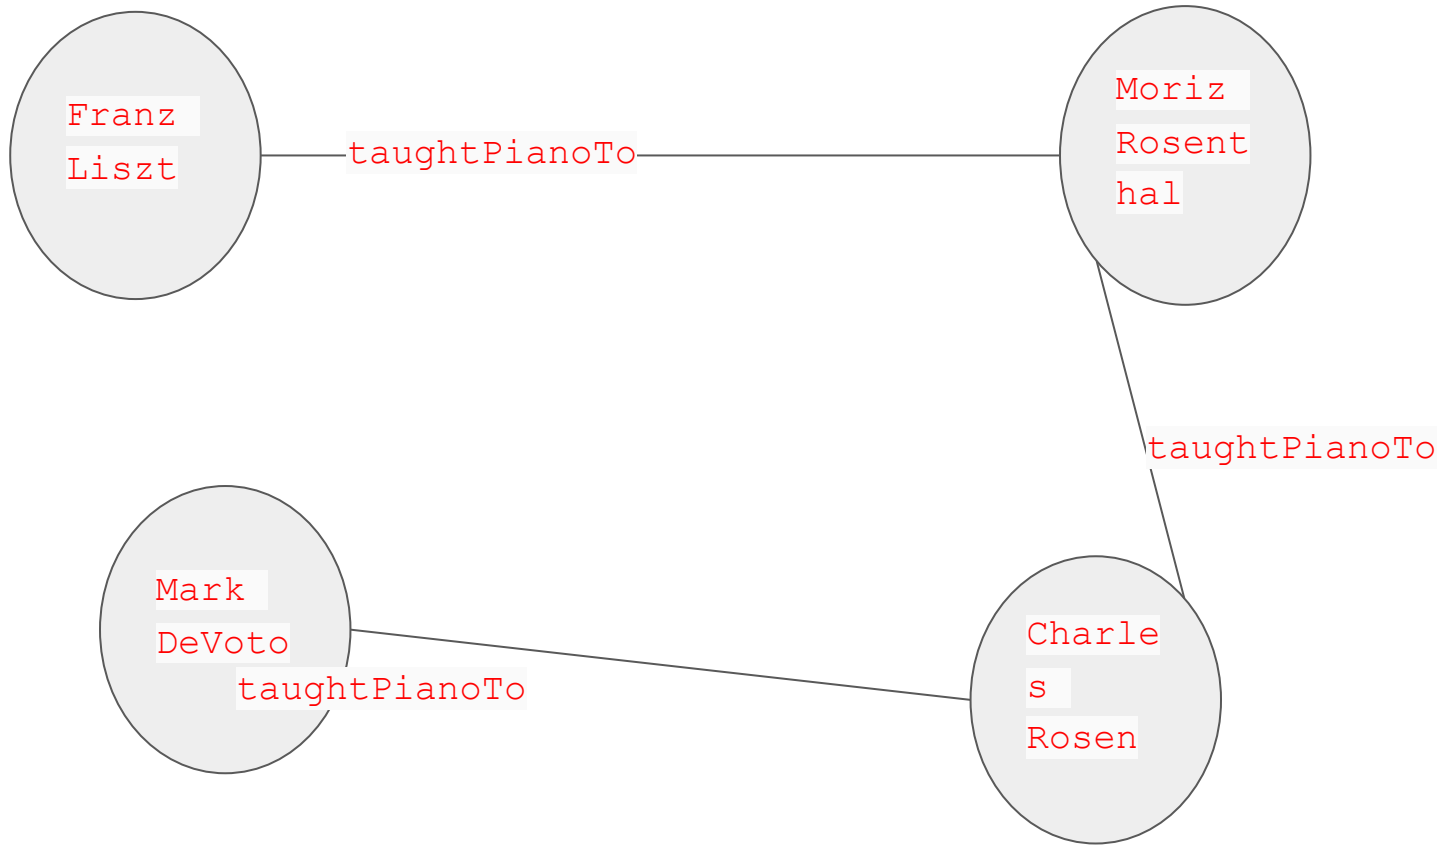 Franz
Liszt
taughtPianoTo
Moriz
Rosent
hal
taughtPianoTo
Mark
DeVoto
taughtPianoTo
Charle
s
Rosen